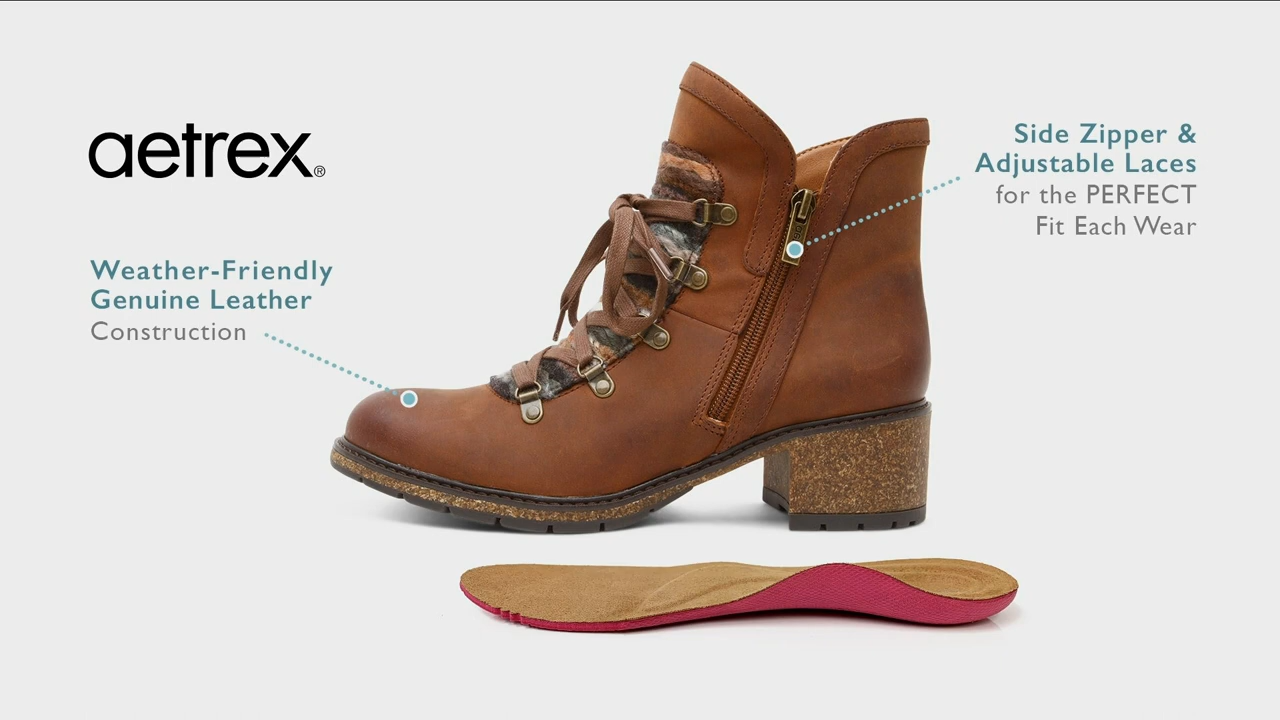 aetrex®
Weather-Friendly
Genuine Leather
Construction
Side Zipper &
Adjustable Laces
for the PERFECT
Fit Each Wear